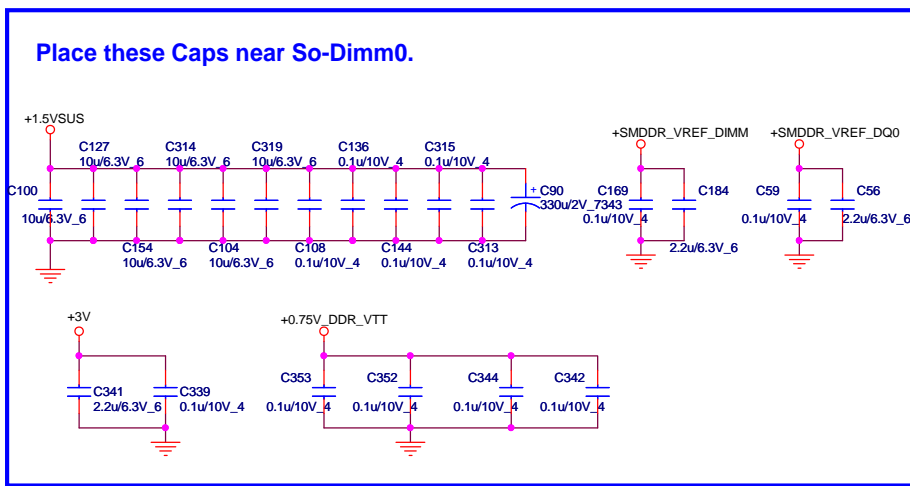 Place these Caps near So-Dimm0.
+1.5VSUS
+SMDDR_VREF_DIMM
+SMDDR_VREF_DQ0
C127
10u/6.3V_6
C314
10u/6.3V_6
C319
10u/6.3V_6
C136
0.1u/10V_4
C315
0.1u/10V_4
C100
10u/6.3V_6
+
C90
330u/2V_7343
C169
0.1u/10V_4
C184
2.2u/6.3V_6
C59
0.1u/10V_4
C56
2.2u/6.3V_6
C154
10u/6.3V_6
C104
10u/6.3V_6
C108
0.1u/10V_4
C144
0.1u/10V_4
C313
0.1u/10V_4
+3V
+0.75V_DDR_VTT
C341
2.2u/6.3V_6
C339
0.1u/10V_4
C353
0.1u/10V_4
C352
0.1u/10V_4
C344
0.1u/10V_4
C342
0.1u/10V_4